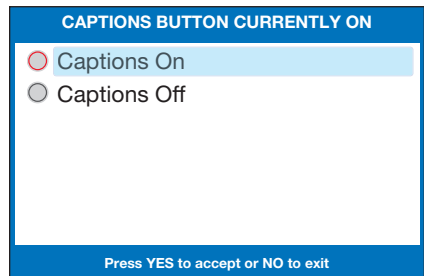 CAPTIONS BUTTON CURRENTLY ON
Captions On
Captions Off
Press YES to accept or NO to exit